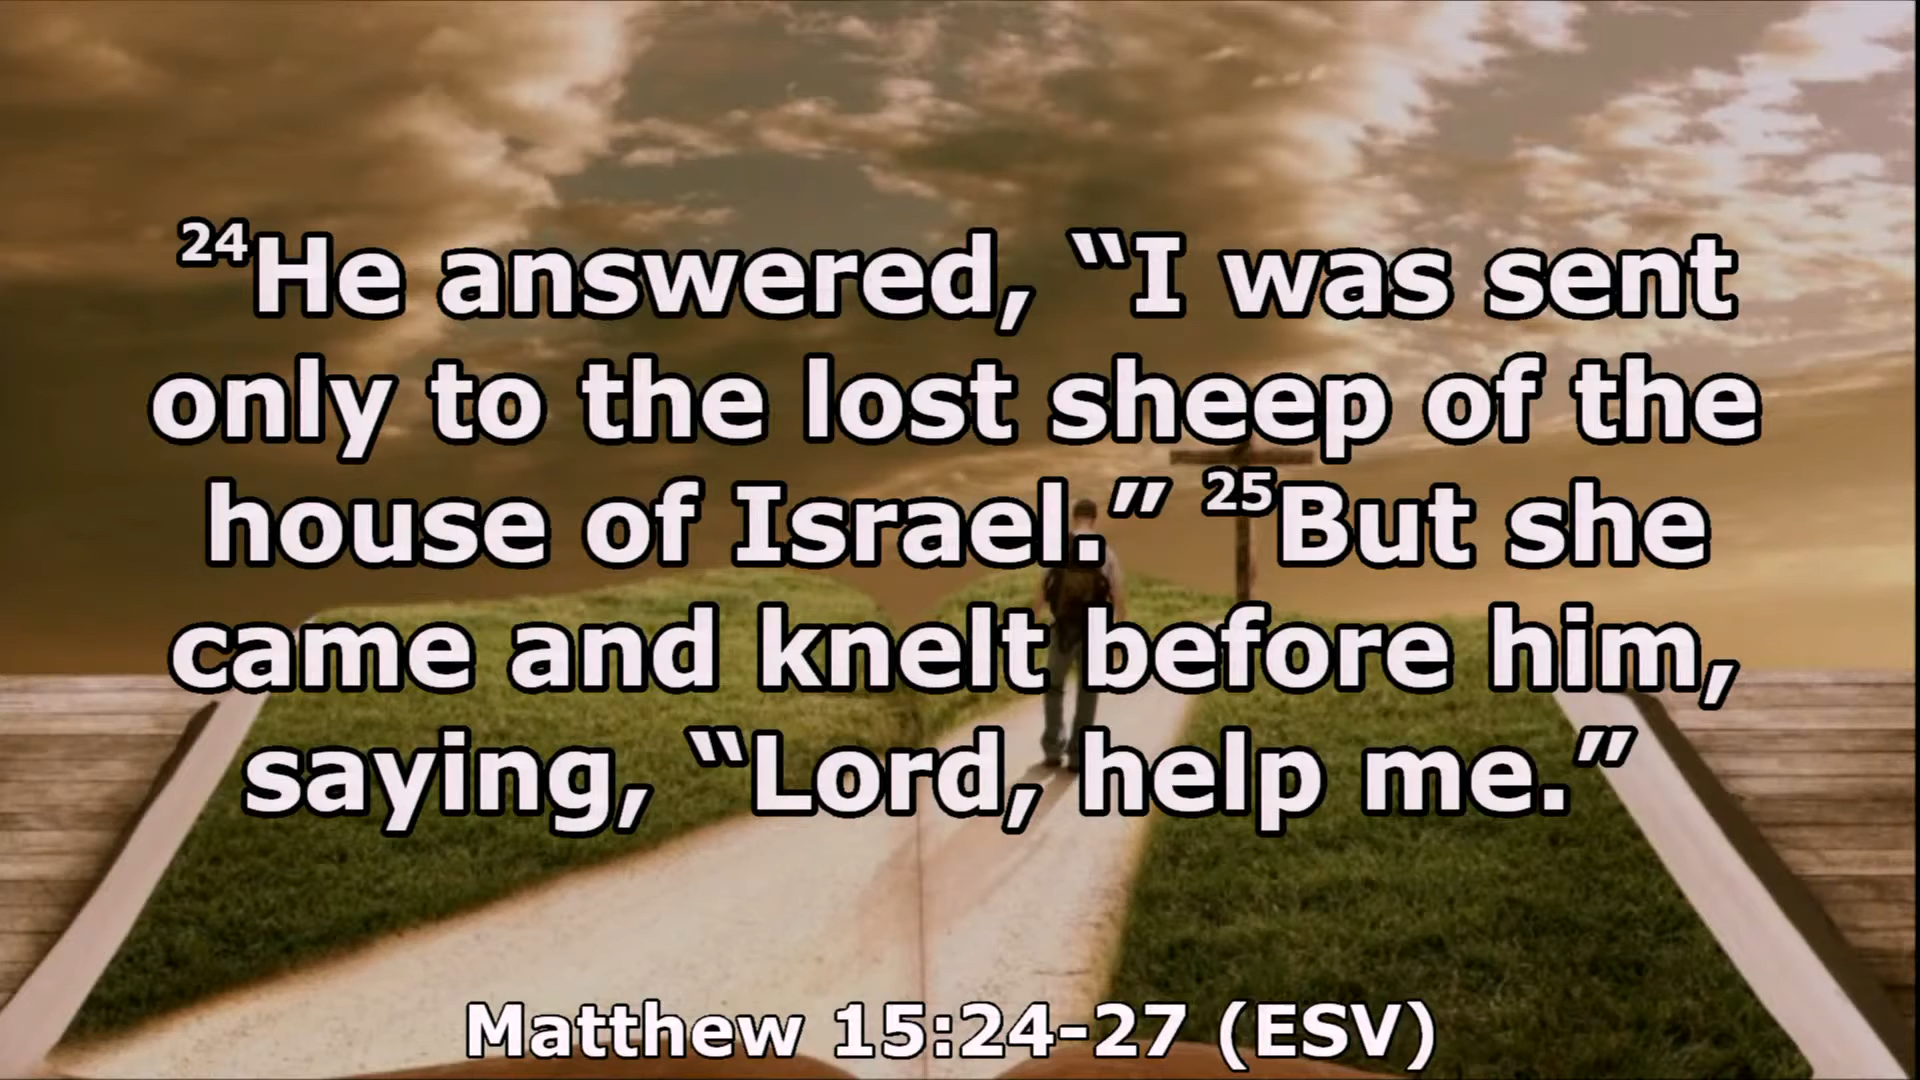 ²⁴He answered, “I was sent
only to the lost sheep of the
house of Israel.” ²⁵But she
came and knelt before him,
saying, “Lord, help me.”
Matthew 15:24-27 (ESV)